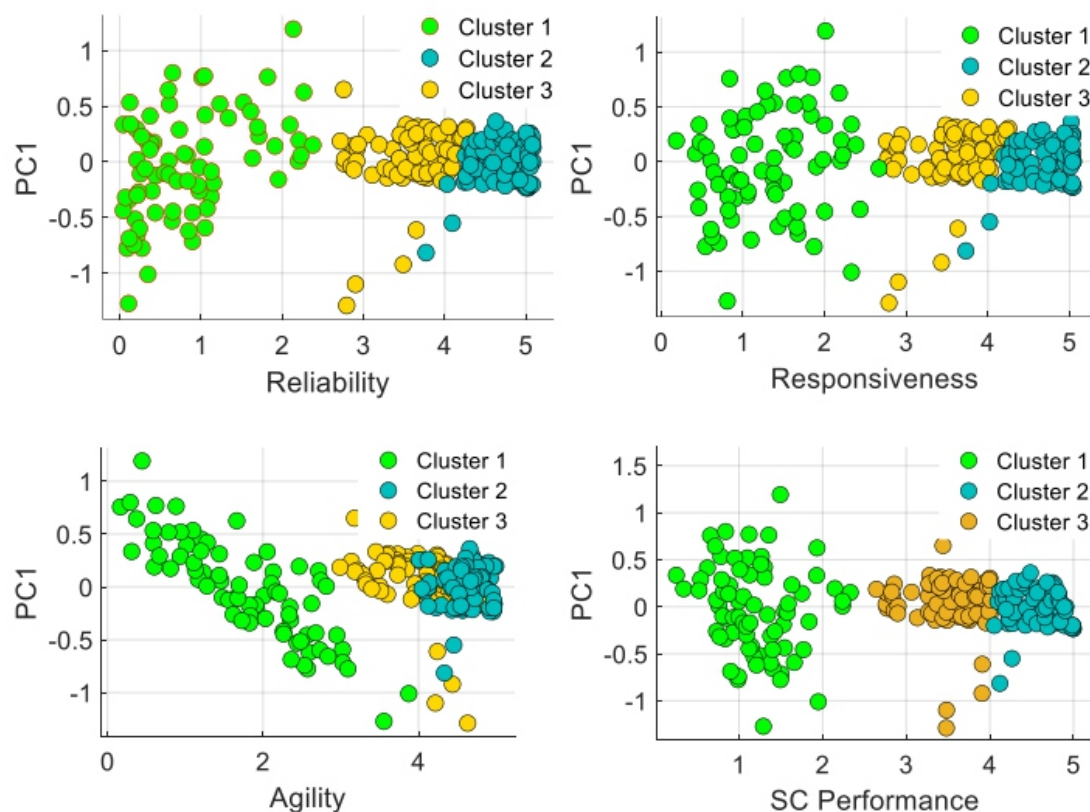 Cluster 1
Cluster 2
Cluster 3
PC1
1
0.5
0
-0.5
-1
0 1 2 3 4 5
Reliability
Cluster 1
Cluster 2
Cluster 3
PC1
1
0.5
0
-0.5
-1
0 1 2 3 4 5
Responsiveness
Cluster 1
Cluster 2
Cluster 3
PC1
1
0.5
0
-0.5
-1
0 2 4
Agility
Cluster 1
Cluster 2
Cluster 3
PC1
1.5
1
0.5
0
-0.5
-1
1 2 3 4 5
SC Performance